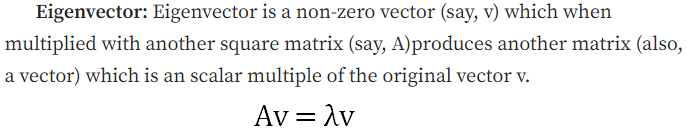 Eigenvector: Eigenvector is a non-zero vector (say, v) which when
multiplied with another square matrix (say, A)produces another matrix (also,
a vector) which is an scalar multiple of the original vector v.
Av = λv